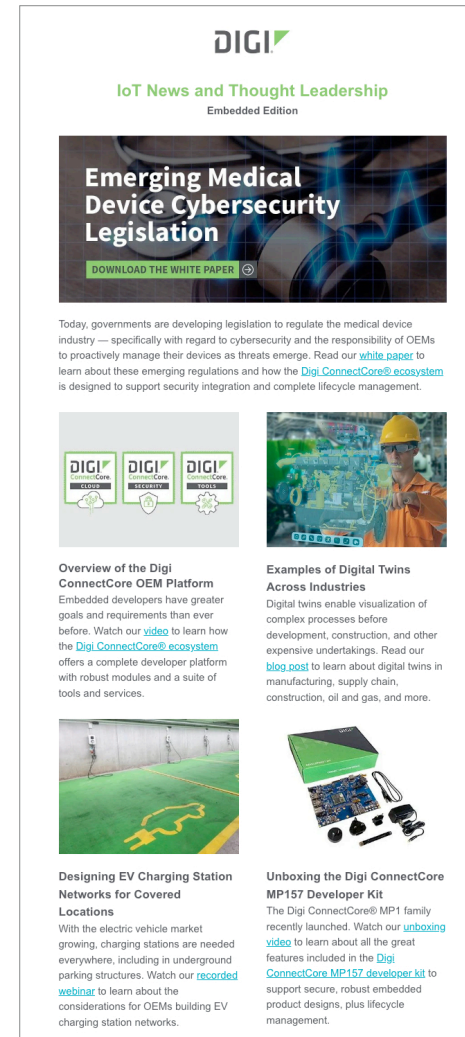 DIGI
IoT News and Thought Leadership
Embedded Edition
Emerging Medical
Device Cybersecurity
Legislation
DOWNLOAD THE WHITE PAPER
Today, governments are developing legislation to regulate the medical device
industry — specifically with regard to cybersecurity and the responsibility of OEMs
to proactively manage their devices as threats emerge. Read our white paper to
learn about these emerging regulations and how the Digi ConnectCore® ecosystem
is designed to support security integration and complete lifecycle management.
DIGI DIGI DIGI
ConnectCore. ConnectCore. ConnectCore.
CLOUD SECURITY TOOLS
Overview of the Digi
ConnectCore OEM Platform
Embedded developers have greater
goals and requirements than ever
before. Watch our video to learn how
the Digi ConnectCore® ecosystem
offers a complete developer platform
with robust modules and a suite of
tools and services.
Examples of Digital Twins
Across Industries
Digital twins enable visualization of
complex processes before
development, construction, and other
expensive undertakings. Read our
blog post to learn about digital twins in
manufacturing, supply chain,
construction, oil and gas, and more.
DIGI
Designing EV Charging Station
Networks for Covered
Locations
With the electric vehicle market
growing, charging stations are needed
everywhere, including in underground
parking structures. Watch our recorded
webinar to learn about the
considerations for OEMs building EV
charging station networks.
Unboxing the Digi ConnectCore
MP157 Developer Kit
The Digi ConnectCore® MP1 family
recently launched. Watch our unboxing
video to learn about all the great
features included in the Digi
ConnectCore MP157 developer kit to
support secure, robust embedded
product designs, plus lifecycle
management.